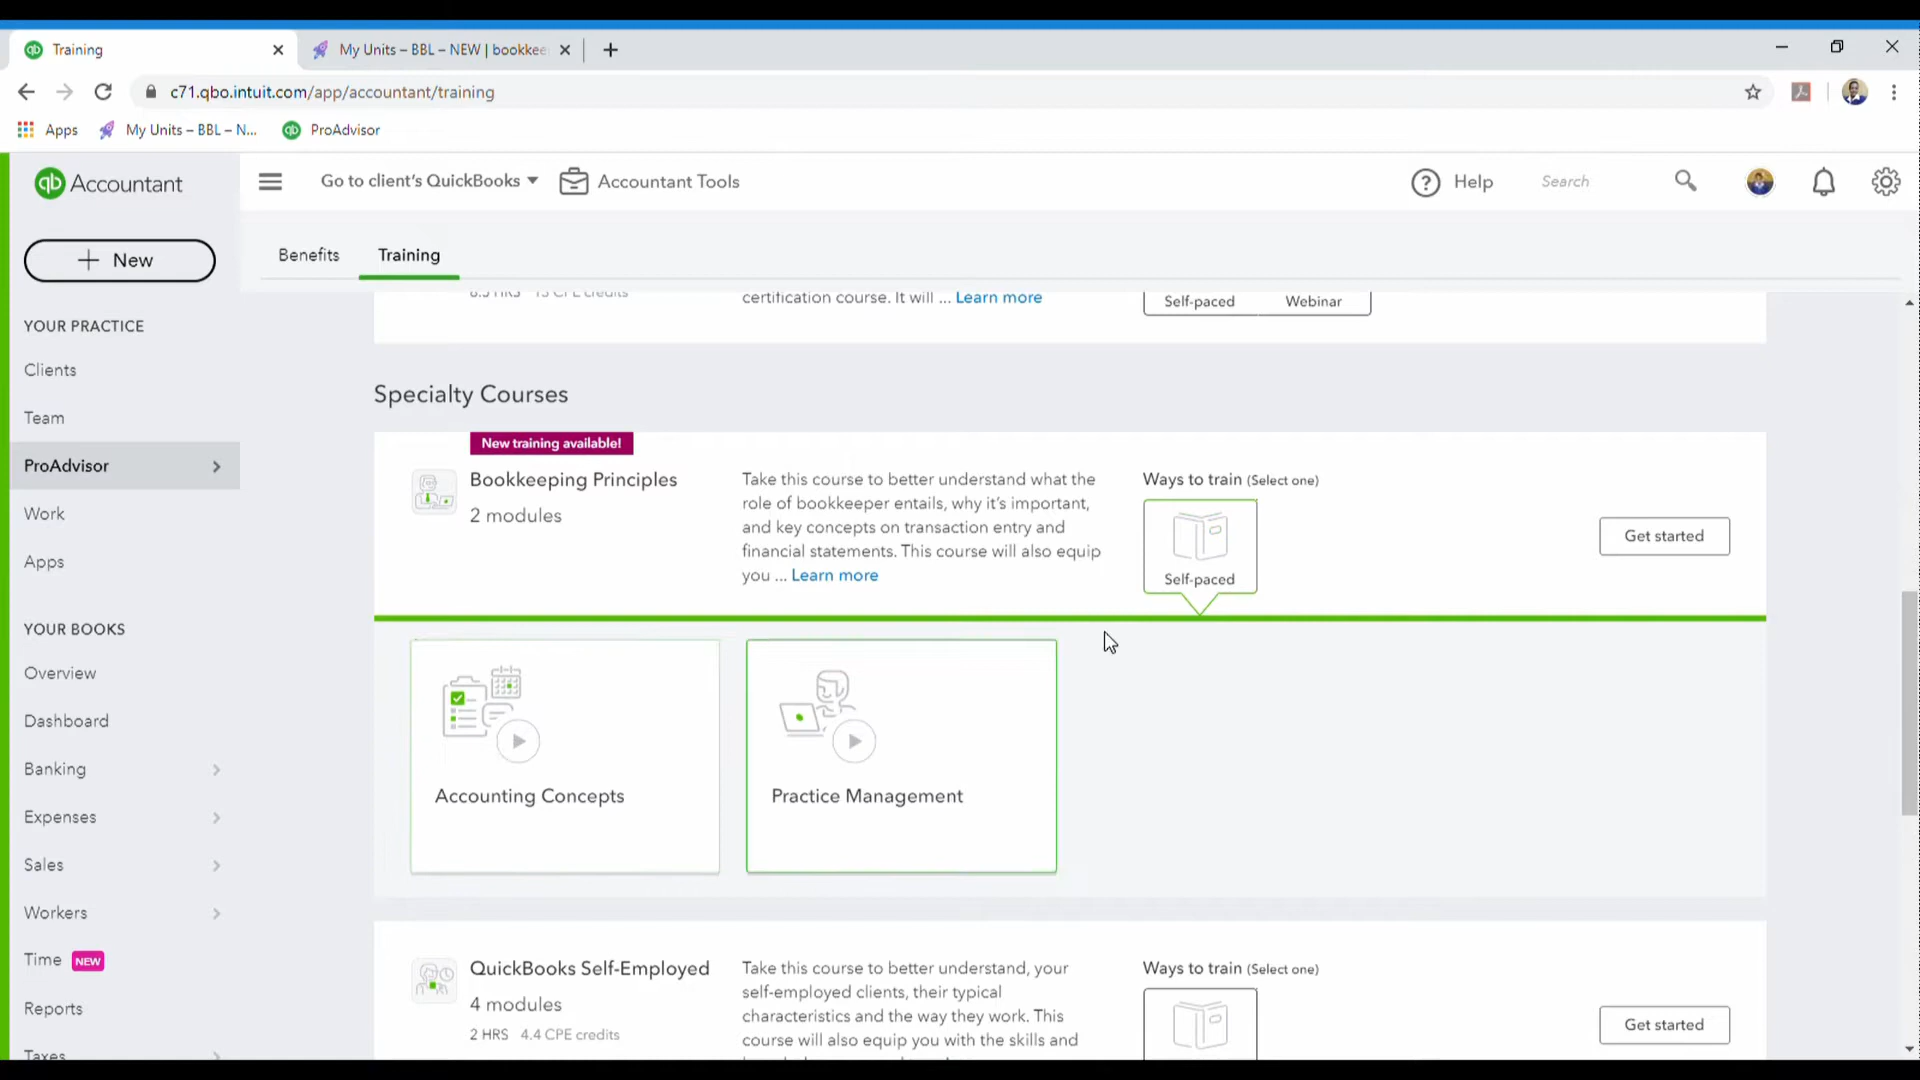 Training
My Units – BBL – NEW | bookkee
c71.qbo.intuit.com/app/accountant/training
Apps
My Units – BBL – N...
ProAdvisor
qb Accountant
Go to client's QuickBooks
Accountant Tools
Help
Search
+ New
Benefits
Training
YOUR PRACTICE
Clients
Team
ProAdvisor
Work
Apps
YOUR BOOKS
Overview
Dashboard
Banking
Expenses
Sales
Workers
Time NEW
Reports
Taxes
certification course. It will ... Learn more
Self-paced
Webinar
Specialty Courses
New training available!
Bookkeeping Principles
2 modules
Take this course to better understand what the
role of bookkeeper entails, why it's important,
and key concepts on transaction entry and
financial statements. This course will also equip
you ... Learn more
Ways to train (Select one)
Self-paced
Get started
Accounting Concepts
Practice Management
QuickBooks Self-Employed
4 modules
2 HRS 4.4 CPE credits
Take this course to better understand, your
self-employed clients, their typical
characteristics and the way they work. This
course will also equip you with the skills and
Ways to train (Select one)
Get started